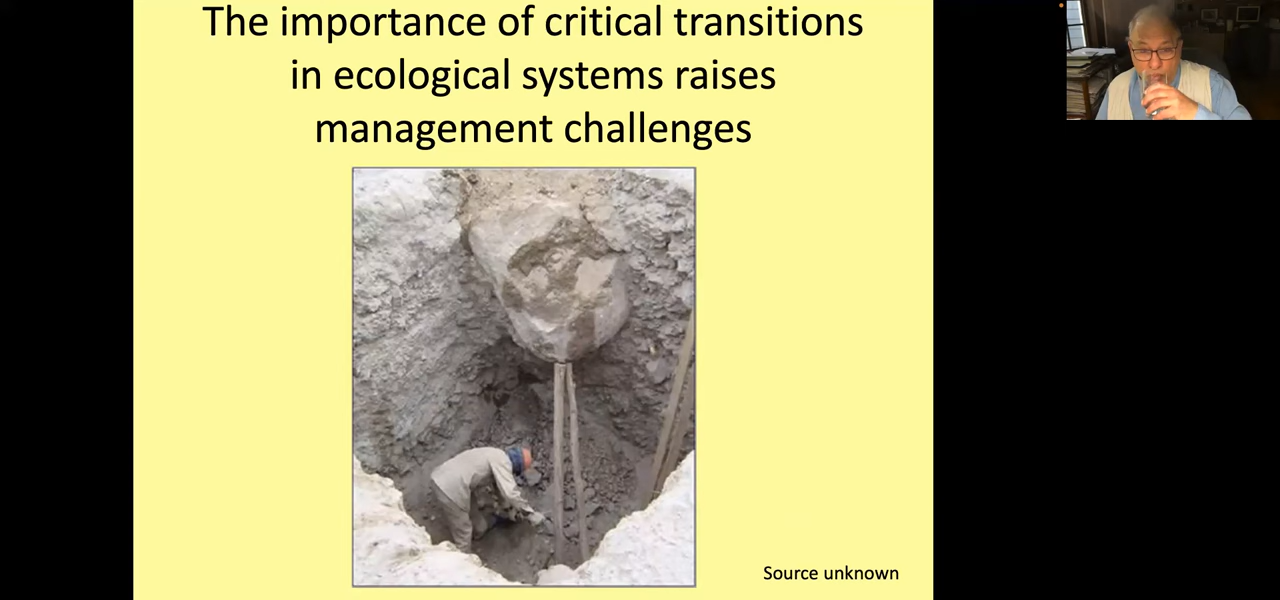 The importance of critical transitions
in ecological systems raises
management challenges
Source unknown